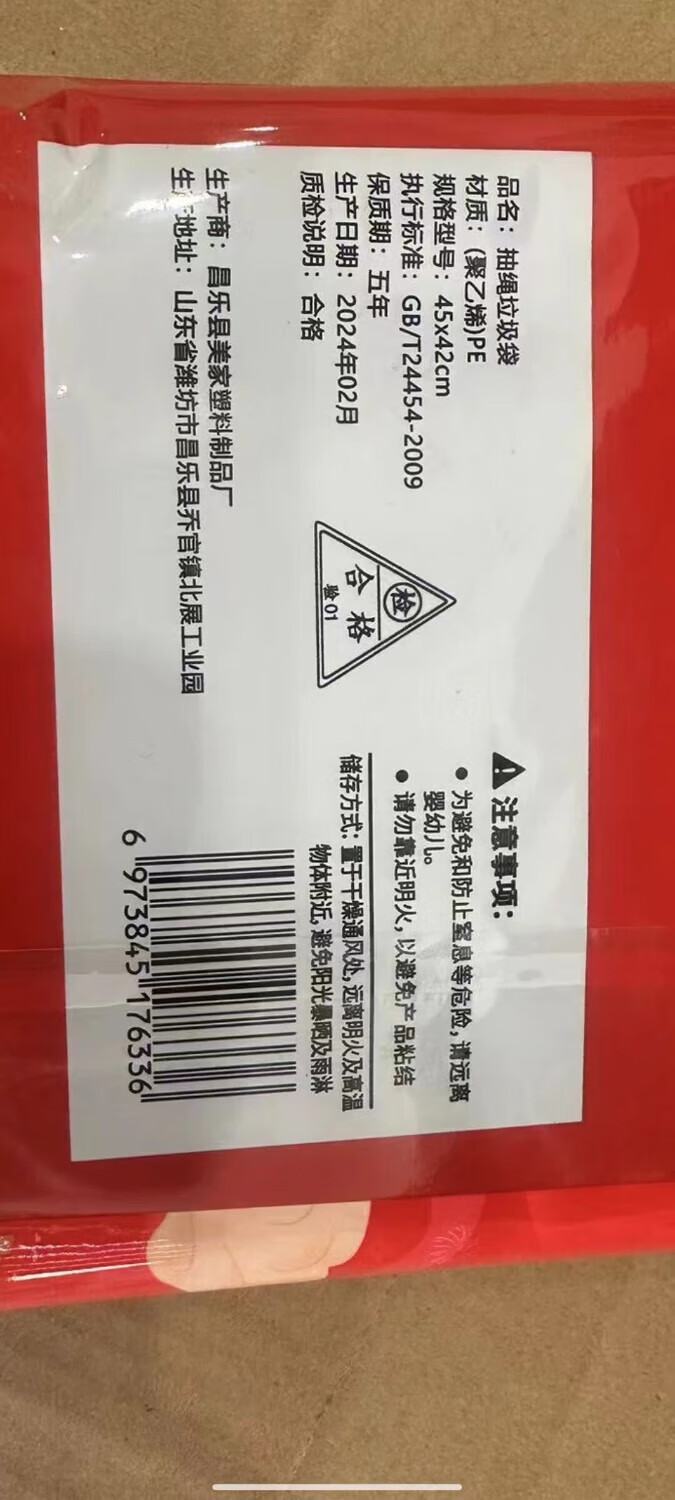 品名：抽绳垃圾袋
材质：(聚乙烯)PE
规格型号：45x42cm
执行标准：GB/T24454-2009
保质期：五年
生产日期：2024年02月
质检说明：合格
生产商：昌乐县美家塑料制品厂
生产地址：山东省潍坊市昌乐县乔官镇北展工业园
检
合格
验01
注意事项：
●为避免和防止窒息等危险,请远离
婴幼儿。
●请勿靠近明火,以避免产品粘结
储存方式：置于干燥通风处,远离明火及高温
物体附近,避免阳光暴晒及雨淋
6 973845 176336